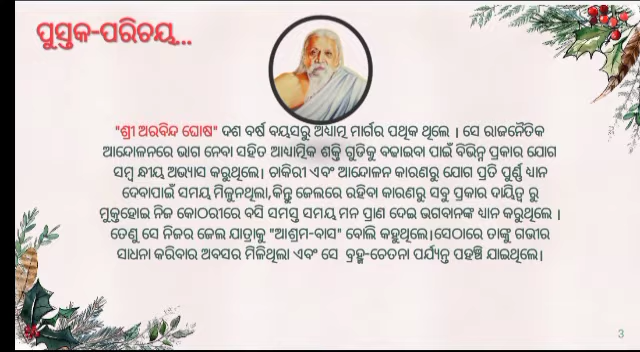 ପୁସ୍ତକ-ପରିଚୟ...
"ଶ୍ରୀ ଅରବିନ୍ଦ ଘୋଷ" ଦଶ ବର୍ଷ ବୟସରୁ ଅଧ୍ୟାତ୍ମ ମାର୍ଗର ପଥିକ ଥିଲେ । ସେ ରାଜନୈତିକ
ଆନ୍ଦୋଳନରେ ଭାଗ ନେବା ସହିତ ଆଧ୍ୟାତ୍ମିକ ଶକ୍ତି ଗୁଡିକୁ ବଢାଇବା ପାଇଁ ବିଭିନ୍ନ ପ୍ରକାର ଯୋଗ
ସମ୍ବ ନ୍ଧୀୟ ଅଭ୍ୟାସ କରୁଥିଲେ। ଚାକିରୀ ଏବଂ ଆନ୍ଦୋଳନ କାରଣରୁ ଯୋଗ ପ୍ରତି ପୁର୍ଣ୍ଣ ଧ୍ୟାନ
ଦେବାପାଇଁ ସମୟ ମିଳୁନଥିଲା,କିନ୍ତୁ ଜେଲରେ ରହିବା କାରଣରୁ ସବୁ ପ୍ରକାର ଦାୟିତ୍ୱ ରୁ
ମୁକ୍ତହୋଇ ନିଜ କୋଠରୀରେ ବସି ସମସ୍ତ ସମୟ ମନ ପ୍ରାଣ ଦେଇ ଭଗବାନଙ୍କ ଧ୍ୟାନ କରୁଥିଲେ ।
ତେଣୁ ସେ ନିଜର ଜେଲ ଯାତ୍ରାକୁ "ଆଶ୍ରମ-ବାସ" ବୋଲି କହୁଥିଲେ।ସେଠାରେ ତାଙ୍କୁ ଗଭୀର
ସାଧନା କରିବାର ଅବସର ମିଳିଥିଲା ଏବଂ ସେ ବ୍ରହ୍ମ-ଚେତନା ପର୍ଯ୍ୟନ୍ତ ପହଞ୍ଚି ଯାଇଥିଲେ।
3